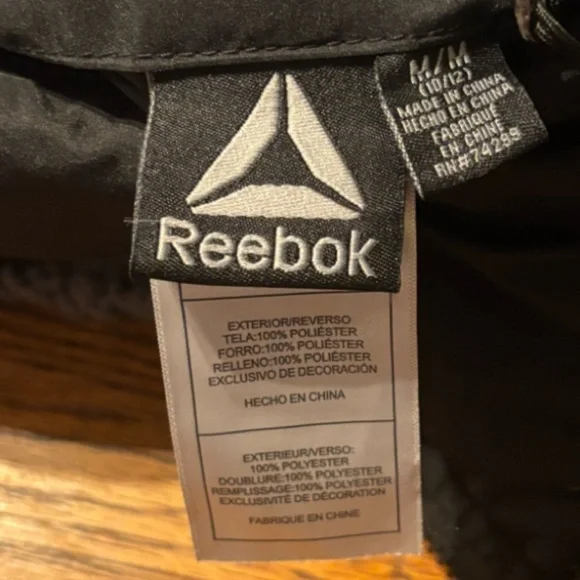 Reebok
M/M
(10/12)
MADE IN CHINA
HECHO EN CHINA
FABRIQUE
EN CHINE
RN#74299
EXTERIOR/REVERSO
TELA:100% POLIÉSTER
FORRO:100% POLIÉSTER
RELLENO:100% POLIÉSTER
EXCLUSIVO DE DECORACIÓN
HECHO EN CHINA
EXTERIEUR/VERSO:
100% POLYESTER
DOUBLURE:100% POLYESTER
REMPLISSAGE:100% POLYESTER
EXCLUSIVITÉ DE DÉCORATION
FABRIQUE EN CHINE